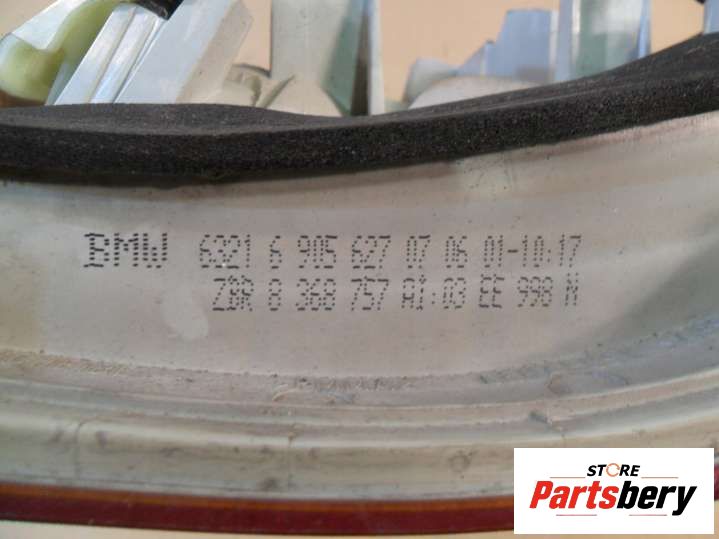 BMW 6321 6 905 627 07 06 01-10:17
ZBR 8 368 757 AI:03 EE 998 N
STORE
Partsbery